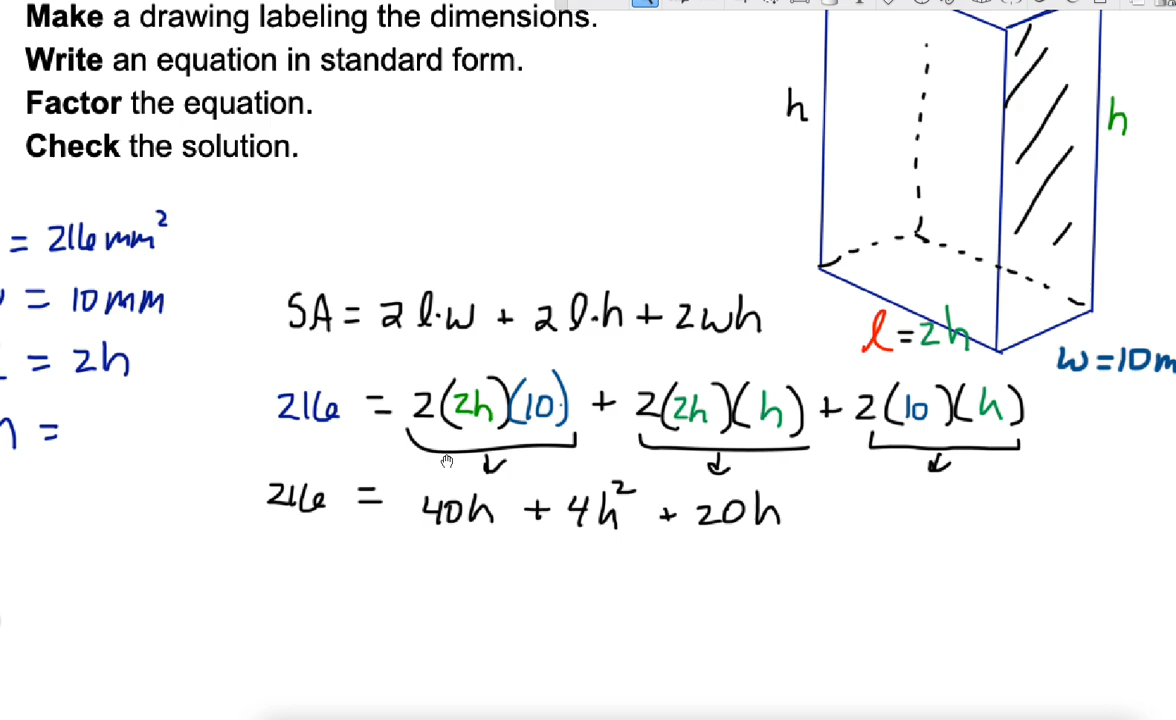 Make a drawing labeling the dimensions.
Write an equation in standard form.
Factor the equation.
Check the solution.
h
h
= 216 mm²
= 10 mm
= 2h
h =
SA = 2 l·w + 2 l·h + 2wh
l = 2h
w = 10m
216 = 2(2h)(10) + 2(2h)(h) + 2(10)(h)
216 = 40h + 4h² + 20h